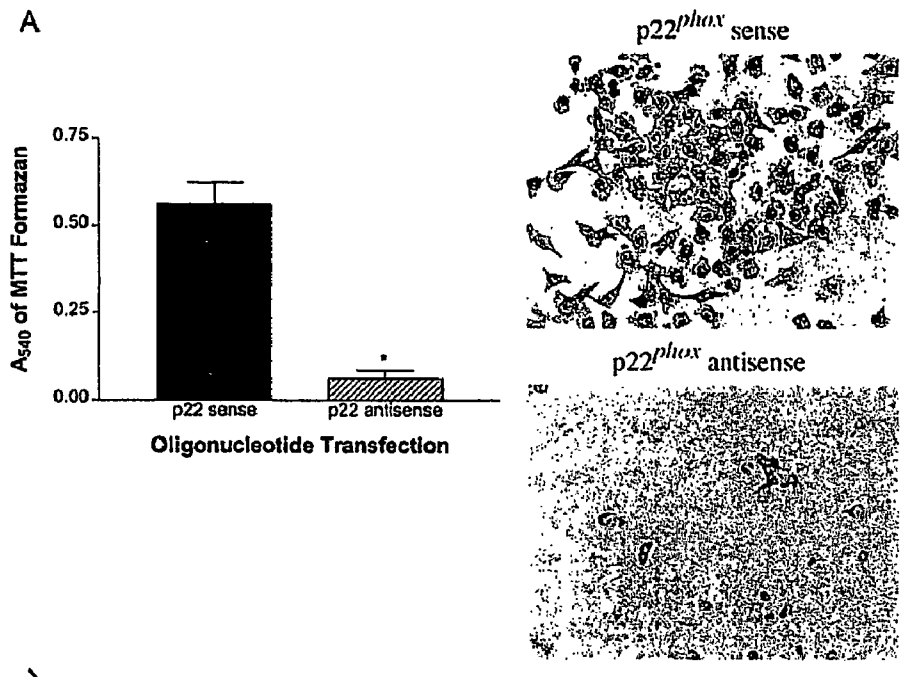 A
p22phox sense
0.75
0.50
0.25
0.00
A540 of MTT Formazan
*
p22 sense
p22 antisense
Oligonucleotide Transfection
p22phox antisense